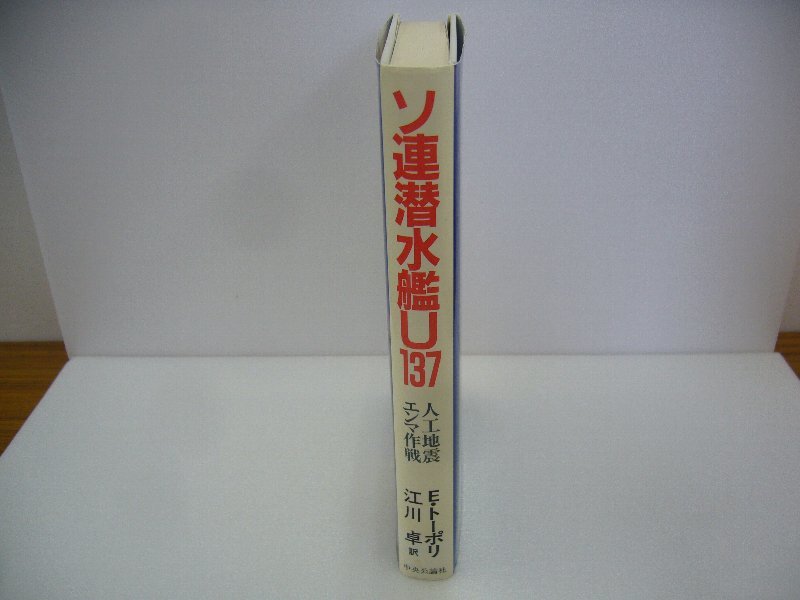 ソ連潜水艦U137
人工地震
エンマ作戦
E・トーポリ
江川 卓 訳
中央公論社